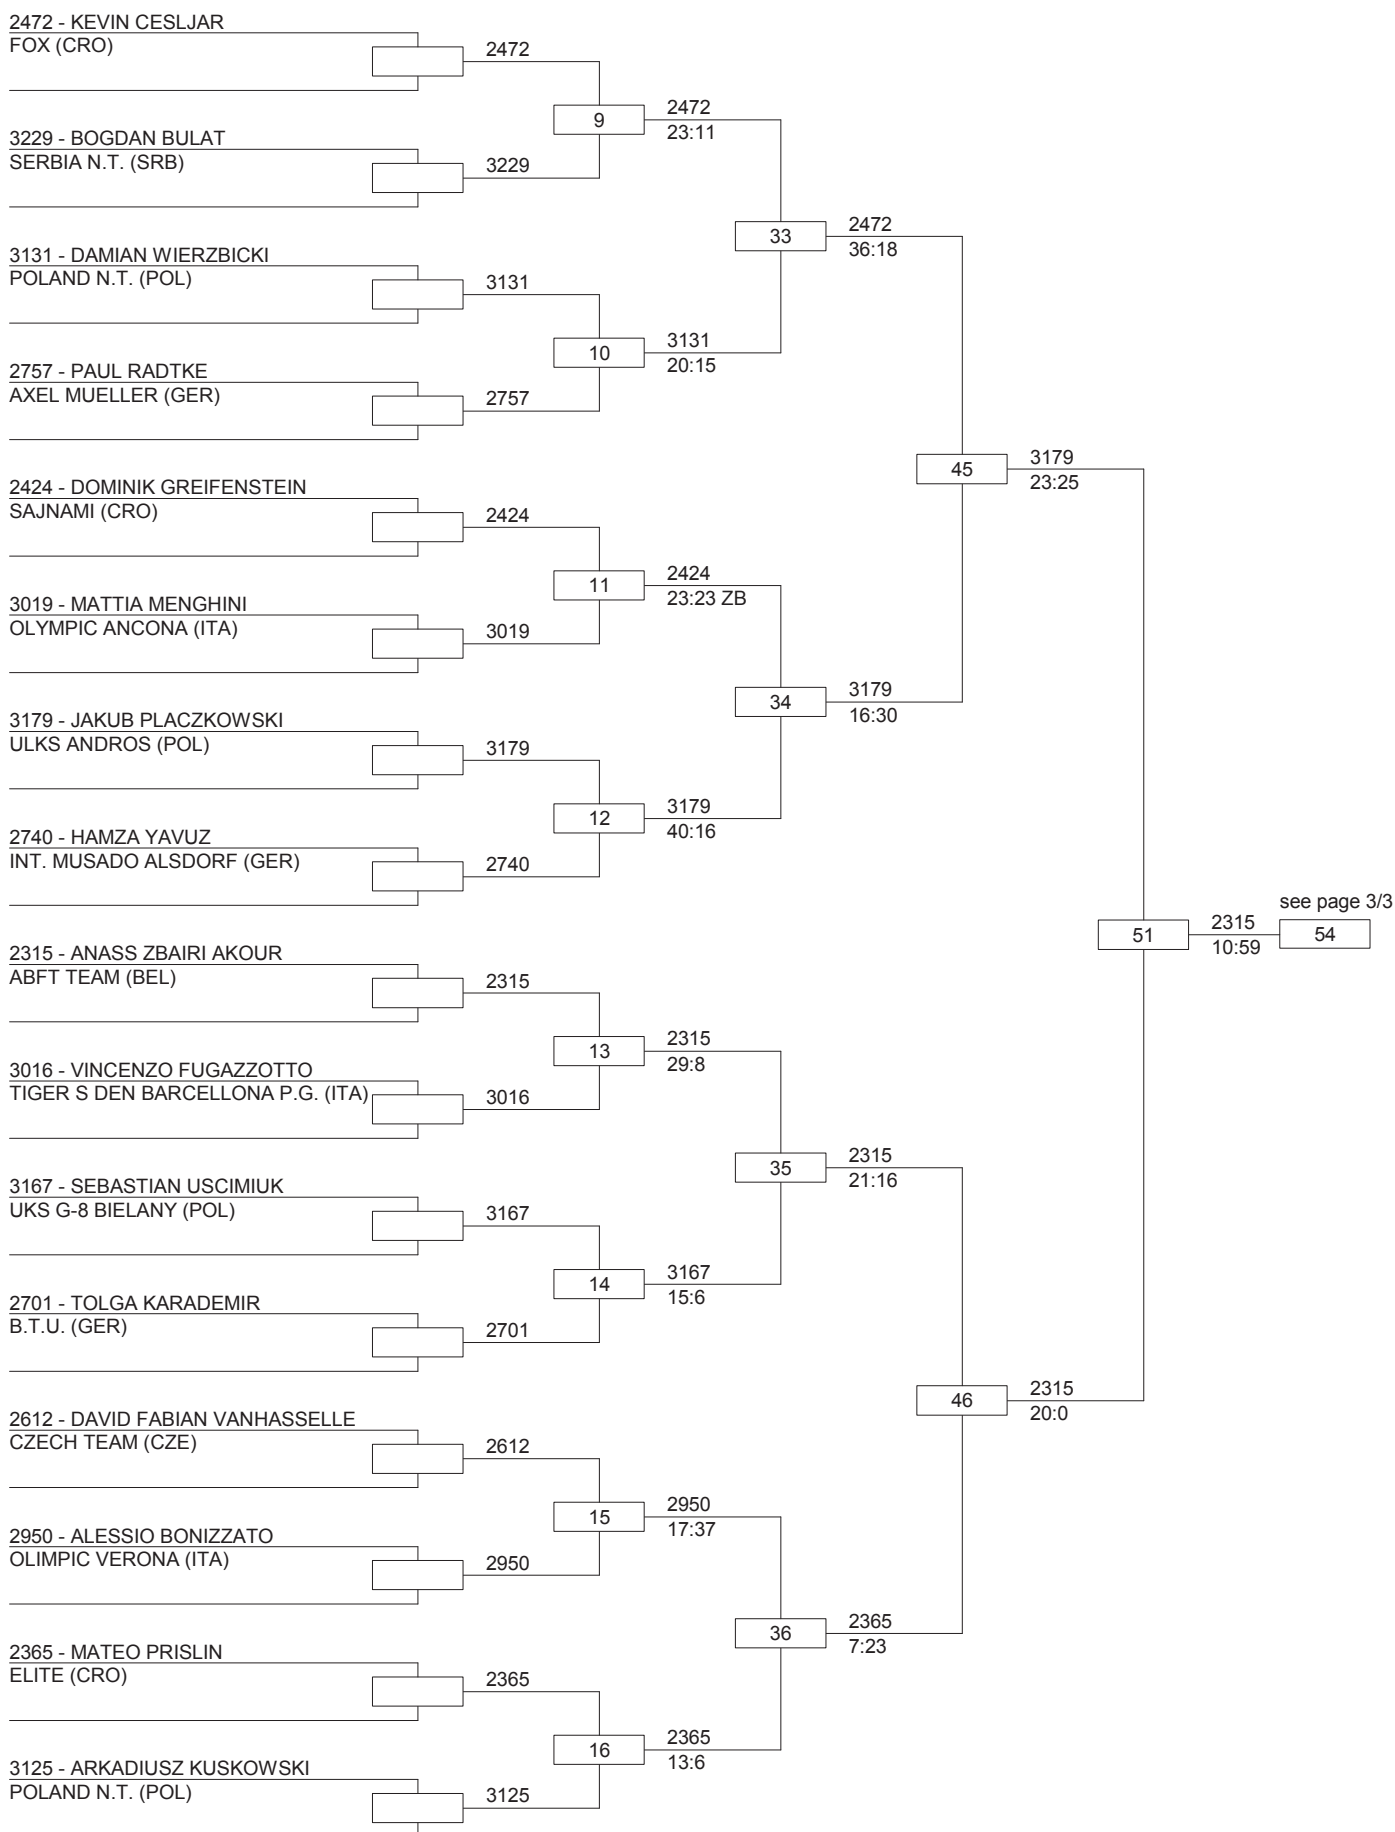 2472 - KEVIN CESLJAR
FOX (CRO)
2472
2472
9
23:11
3229 - BOGDAN BULAT
SERBIA N.T. (SRB)
3229
2472
33
36:18
3131 - DAMIAN WIERZBICKI
POLAND N.T. (POL)
3131
3131
10
20:15
2757 - PAUL RADTKE
AXEL MUELLER (GER)
2757
3179
45
23:25
2424 - DOMINIK GREIFENSTEIN
SAJNAMI (CRO)
2424
2424
11
23:23 ZB
3019 - MATTIA MENGHINI
OLYMPIC ANCONA (ITA)
3019
3179
34
16:30
3179 - JAKUB PLACZKOWSKI
ULKS ANDROS (POL)
3179
3179
12
40:16
2740 - HAMZA YAVUZ
INT. MUSADO ALSDORF (GER)
2740
see page 3/3
2315
51
54
10:59
2315 - ANASS ZBAIRI AKOUR
ABFT TEAM (BEL)
2315
2315
13
29:8
3016 - VINCENZO FUGAZZOTTO
TIGER S DEN BARCELLONA P.G. (ITA)
3016
2315
35
21:16
3167 - SEBASTIAN USCIMIUK
UKS G-8 BIELANY (POL)
3167
3167
14
15:6
2701 - TOLGA KARADEMIR
B.T.U. (GER)
2701
2315
46
20:0
2612 - DAVID FABIAN VANHASSELLE
CZECH TEAM (CZE)
2612
2950
15
17:37
2950 - ALESSIO BONIZZATO
OLIMPIC VERONA (ITA)
2950
2365
36
7:23
2365 - MATEO PRISLIN
ELITE (CRO)
2365
2365
16
13:6
3125 - ARKADIUSZ KUSKOWSKI
POLAND N.T. (POL)
3125